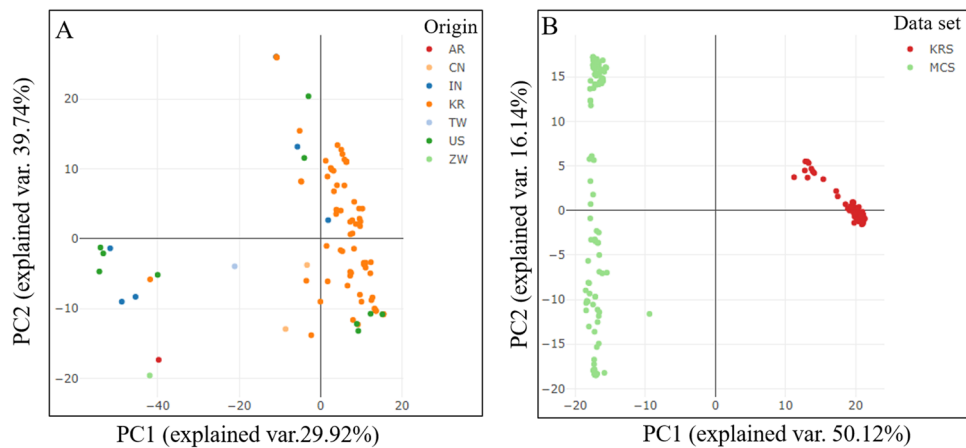 A
Origin
AR
CN
IN
KR
TW
US
ZW
20
10
0
−10
−20
−40
−20
0
20
PC2 (explained var. 39.74%)
PC1 (explained var.29.92%)
B
Data set
KRS
MCS
15
10
5
0
−5
−10
−15
−20
−20
−10
0
10
20
PC2 (explained var. 16.14%)
PC1 (explained var. 50.12%)